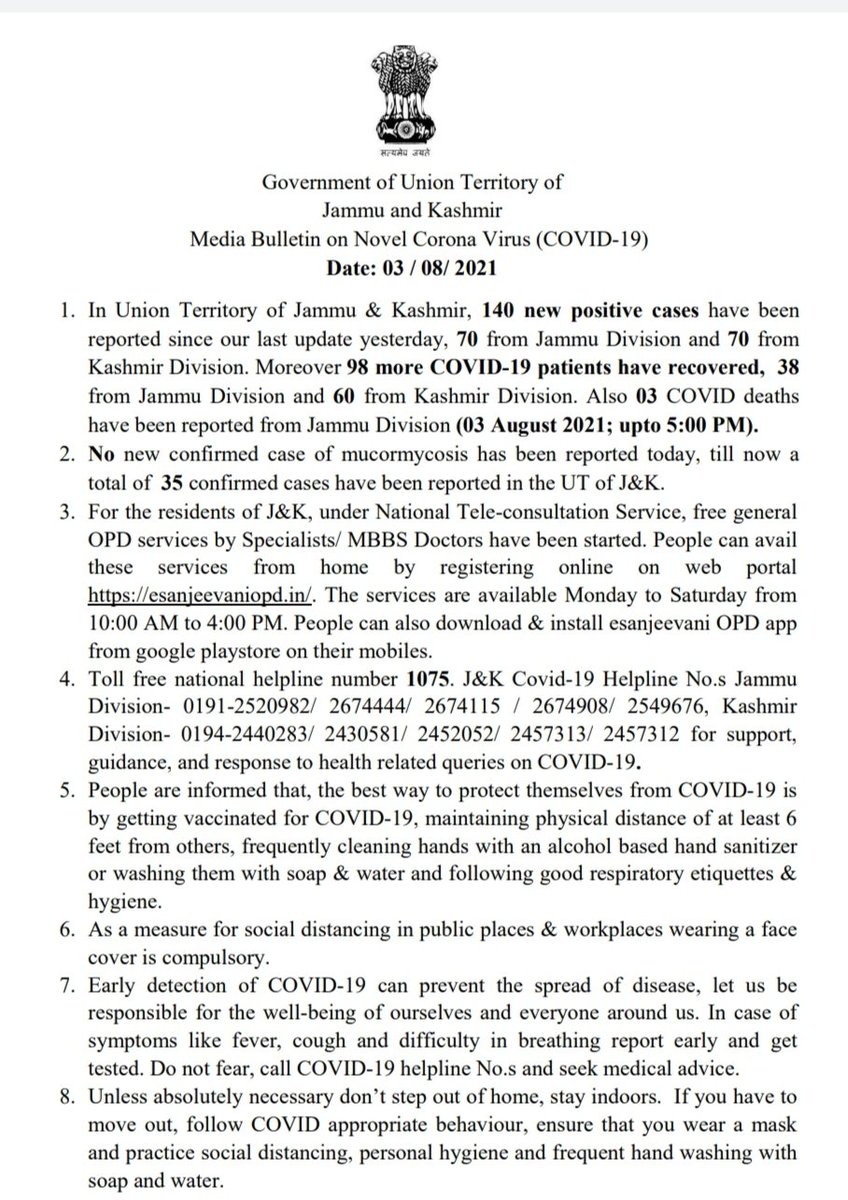 सत्यमेव जयते
Government of Union Territory of
Jammu and Kashmir
Media Bulletin on Novel Corona Virus (COVID-19)
Date: 03 / 08/ 2021
1. In Union Territory of Jammu & Kashmir, 140 new positive cases have been
reported since our last update yesterday, 70 from Jammu Division and 70 from
Kashmir Division. Moreover 98 more COVID-19 patients have recovered, 38
from Jammu Division and 60 from Kashmir Division. Also 03 COVID deaths
have been reported from Jammu Division (03 August 2021; upto 5:00 PM).
2. No new confirmed case of mucormycosis has been reported today, till now a
total of 35 confirmed cases have been reported in the UT of J&K.
3. For the residents of J&K, under National Tele-consultation Service, free general
OPD services by Specialists/ MBBS Doctors have been started. People can avail
these services from home by registering online on web portal
https://esanjeevaniopd.in/. The services are available Monday to Saturday from
10:00 AM to 4:00 PM. People can also download & install esanjeevani OPD app
from google playstore on their mobiles.
4. Toll free national helpline number 1075. J&K Covid-19 Helpline No.s Jammu
Division- 0191-2520982/ 2674444/ 2674115 / 2674908/ 2549676, Kashmir
Division- 0194-2440283/ 2430581/ 2452052/ 2457313/ 2457312 for support,
guidance, and response to health related queries on COVID-19.
5. People are informed that, the best way to protect themselves from COVID-19 is
by getting vaccinated for COVID-19, maintaining physical distance of at least 6
feet from others, frequently cleaning hands with an alcohol based hand sanitizer
or washing them with soap & water and following good respiratory etiquettes &
hygiene.
6. As a measure for social distancing in public places & workplaces wearing a face
cover is compulsory.
7. Early detection of COVID-19 can prevent the spread of disease, let us be
responsible for the well-being of ourselves and everyone around us. In case of
symptoms like fever, cough and difficulty in breathing report early and get
tested. Do not fear, call COVID-19 helpline No.s and seek medical advice.
8. Unless absolutely necessary don’t step out of home, stay indoors. If you have to
move out, follow COVID appropriate behaviour, ensure that you wear a mask
and practice social distancing, personal hygiene and frequent hand washing with
soap and water.